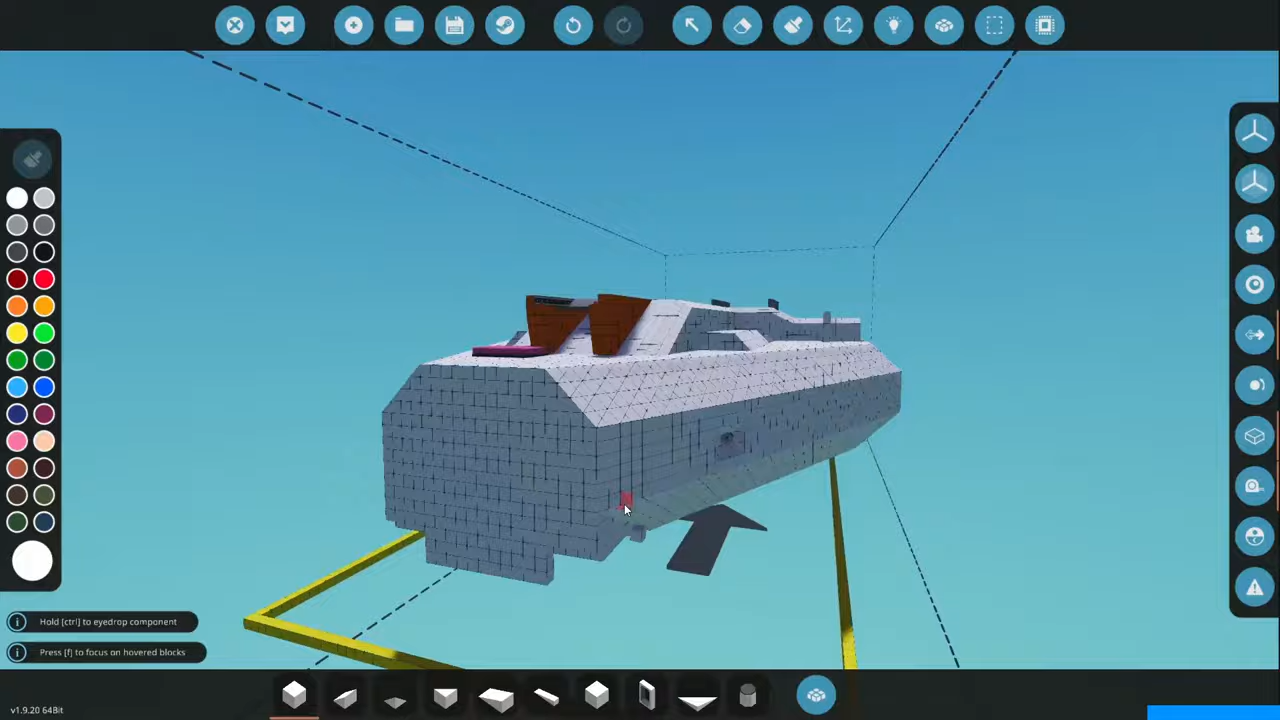 Hold [ctrl] to eyedrop component
Press [f] to focus on hovered blocks
v1.9.20 64Bit